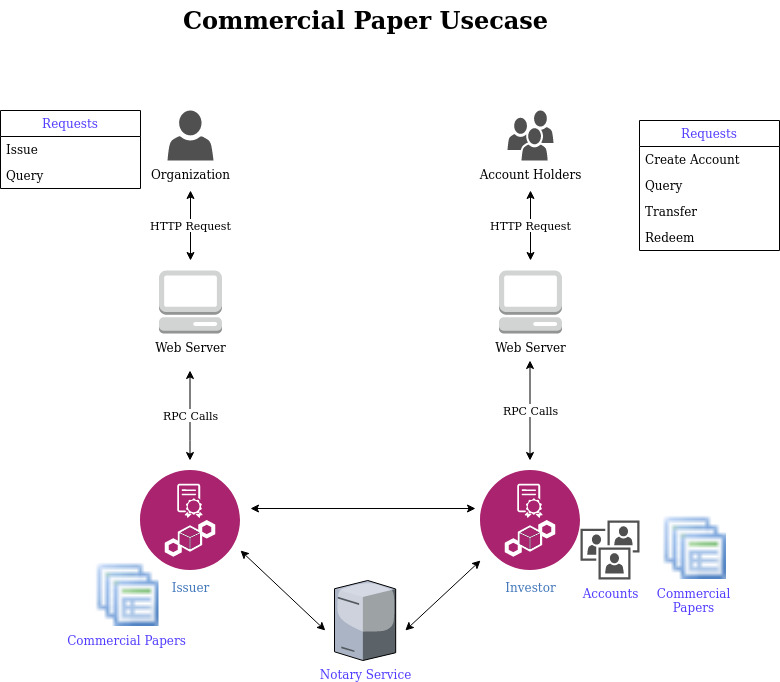 Commercial Paper Usecase
Requests
Issue
Query
Organization
Account Holders
Requests
Create Account
Query
Transfer
Redeem
HTTP Request
HTTP Request
Web Server
Web Server
RPC Calls
RPC Calls
Issuer
Investor
Accounts
Commercial
Papers
Commercial Papers
Notary Service